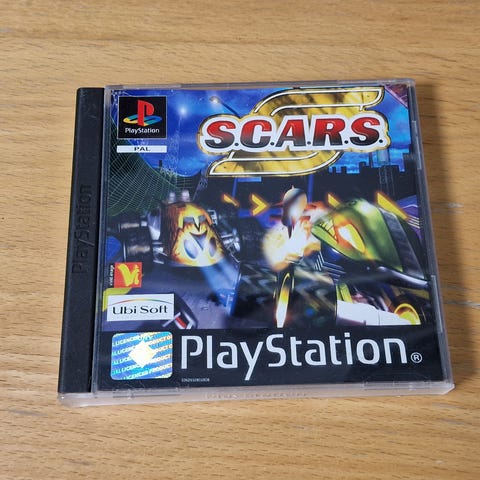 PlayStation
PAL
S.C.A.R.S.
PlayStation
Ubi Soft
PlayStation®